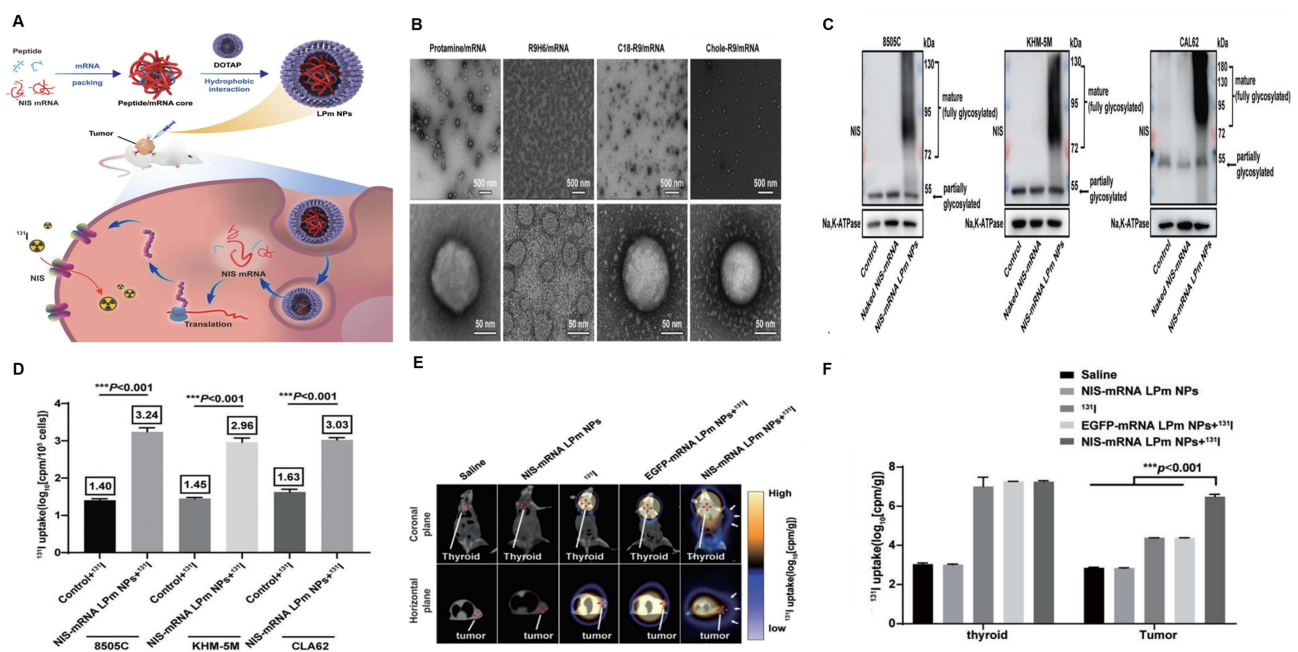 A
Peptide
NIS mRNA
mRNA
packing
Peptide/mRNA core
DOTAP
Hydrophobic
interaction
LPm NPs
Tumor
131I
NIS
NIS mRNA
Translation
B
Protamine/mRNA
R9H6/mRNA
C18-R9/mRNA
Chole-R9/mRNA
500 nm
500 nm
500 nm
500 nm
50 nm
50 nm
50 nm
50 nm
C
8505C
kDa
130
95
72
55
mature
(fully glycosylated)
partially
glycosylated
NIS
Na,K-ATPase
Control
Naked NIS-mRNA
NIS-mRNA LPm NPs
KHM-5M
kDa
130
95
72
55
mature
(fully glycosylated)
partially
glycosylated
NIS
Na,K-ATPase
Control
Naked NIS-mRNA
NIS-mRNA LPm NPs
CAL62
kDa
180
130
95
72
55
mature
(fully glycosylated)
partially
glycosylated
NIS
Na,K-ATPase
Control
Naked NIS-mRNA
NIS-mRNA LPm NPs
D
131I uptake(log10[cpm/105 cells])
4
3
2
1
0
***P<0.001
***P<0.001
***P<0.001
1.40
3.24
1.45
2.96
1.63
3.03
Control+131I
NIS-mRNA LPm NPs+131I
Control+131I
NIS-mRNA LPm NPs+131I
Control+131I
NIS-mRNA LPm NPs+131I
8505C
KHM-5M
CLA62
E
Saline
NIS-mRNA LPm NPs
131I
EGFP-mRNA LPm NPs+131I
NIS-mRNA LPm NPs+131I
Coronal
plane
Thyroid
Thyroid
Thyroid
Thyroid
Thyroid
Horizontal
plane
tumor
tumor
tumor
tumor
tumor
High
low
131I uptake(log10[cpm/g])
F
Saline
NIS-mRNA LPm NPs
131I
EGFP-mRNA LPm NPs+131I
NIS-mRNA LPm NPs+131I
131I uptake(log10[cpm/g])
8
6
4
2
0
***p<0.001
thyroid
Tumor